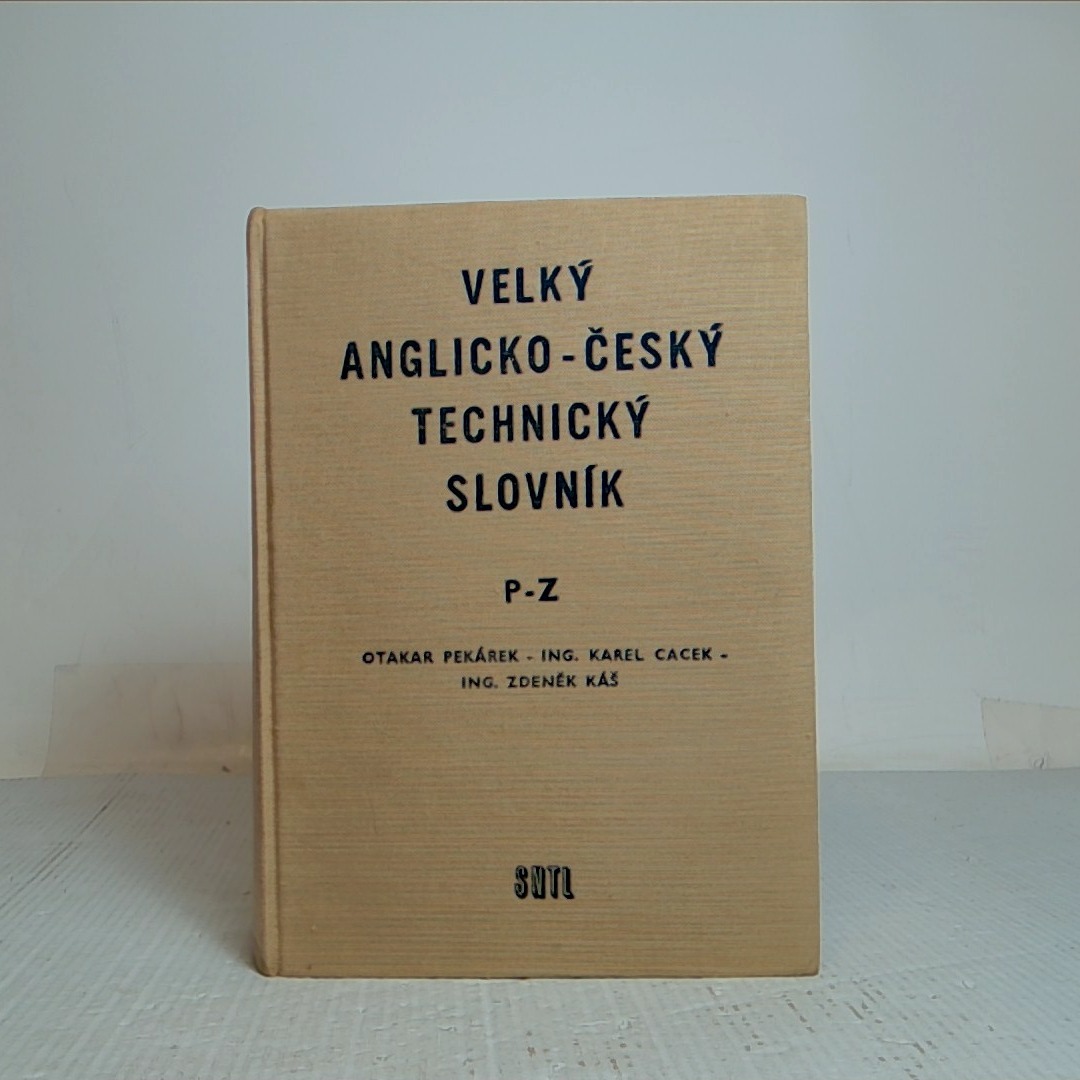 VELKÝ
ANGLICKO-ČESKÝ
TECHNICKÝ
SLOVNÍK
P-Z
OTAKAR PEKÁREK - ING. KAREL CACEK -
ING. ZDENĚK KÁŠ
SNTL